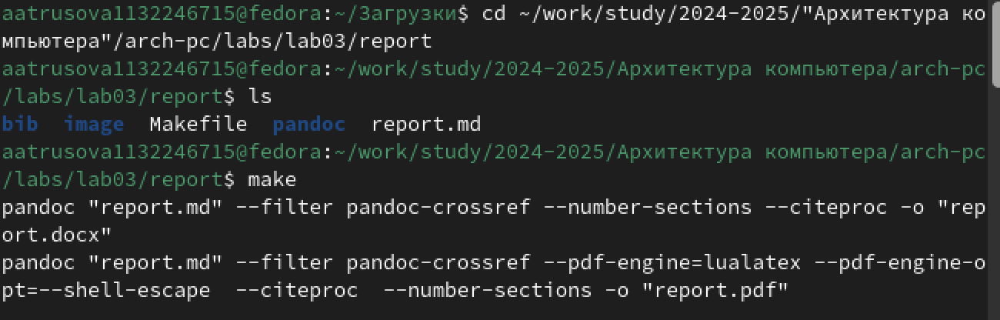 aatrusova1132246715@fedora:~/Загрузки$ cd ~/work/study/2024-2025/"Архитектура ко
мпьютера"/arch-pc/labs/lab03/report
aatrusova1132246715@fedora:~/work/study/2024-2025/Архитектура компьютера/arch-pc
/labs/lab03/report$ ls
bib  image  Makefile  pandoc  report.md
aatrusova1132246715@fedora:~/work/study/2024-2025/Архитектура компьютера/arch-pc
/labs/lab03/report$ make
pandoc "report.md" --filter pandoc-crossref --number-sections --citeproc -o "rep
ort.docx"
pandoc "report.md" --filter pandoc-crossref --pdf-engine=lualatex --pdf-engine-o
pt=--shell-escape  --citeproc  --number-sections -o "report.pdf"